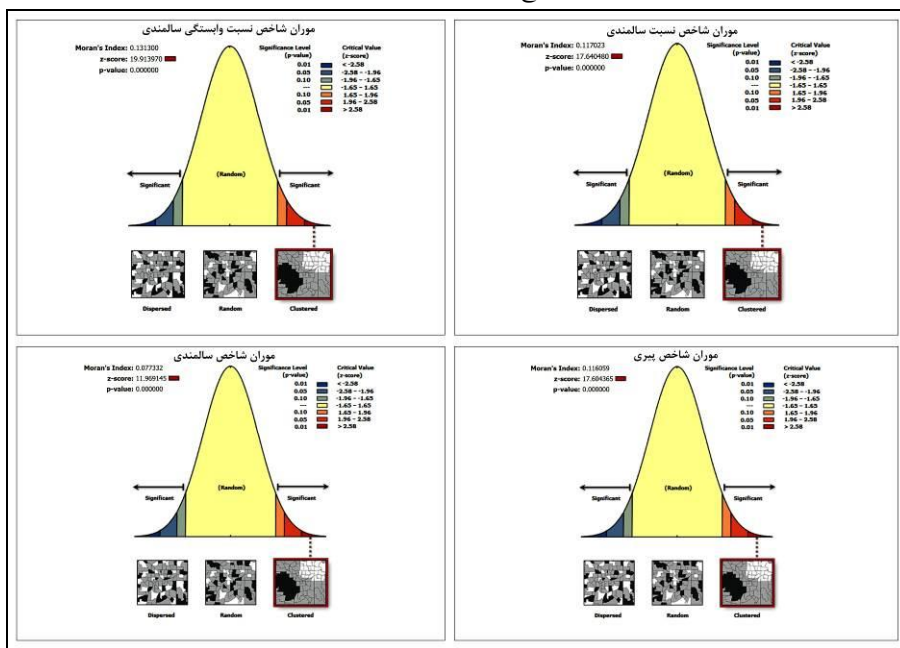 موران شاخص نسبت وابستگی سالمندی
Moran's Index: 0.131300
z-score: 19.913970
p-value: 0.000000
Significance Level (p-value)
Critical Value (z-score)
0.01 < -2.58
0.05 -2.58 – -1.96
0.10 -1.96 – -1.65
--- -1.65 – 1.65
0.10 1.65 – 1.96
0.05 1.96 – 2.58
0.01 > 2.58
Significant
(Random)
Significant
Dispersed
Random
Clustered
موران شاخص نسبت سالمندی
Moran's Index: 0.117023
z-score: 17.640480
p-value: 0.000000
Significance Level (p-value)
Critical Value (z-score)
0.01 < -2.58
0.05 -2.58 – -1.96
0.10 -1.96 – -1.65
--- -1.65 – 1.65
0.10 1.65 – 1.96
0.05 1.96 – 2.58
0.01 > 2.58
Significant
(Random)
Significant
Dispersed
Random
Clustered
موران شاخص سالمندی
Moran's Index: 0.077332
z-score: 11.969145
p-value: 0.000000
Significance Level (p-value)
Critical Value (z-score)
0.01 < -2.58
0.05 -2.58 – -1.96
0.10 -1.96 – -1.65
--- -1.65 – 1.65
0.10 1.65 – 1.96
0.05 1.96 – 2.58
0.01 > 2.58
Significant
(Random)
Significant
Dispersed
Random
Clustered
موران شاخص پیری
Moran's Index: 0.116059
z-score: 17.604365
p-value: 0.000000
Significance Level (p-value)
Critical Value (z-score)
0.01 < -2.58
0.05 -2.58 – -1.96
0.10 -1.96 – -1.65
--- -1.65 – 1.65
0.10 1.65 – 1.96
0.05 1.96 – 2.58
0.01 > 2.58
Significant
(Random)
Significant
Dispersed
Random
Clustered